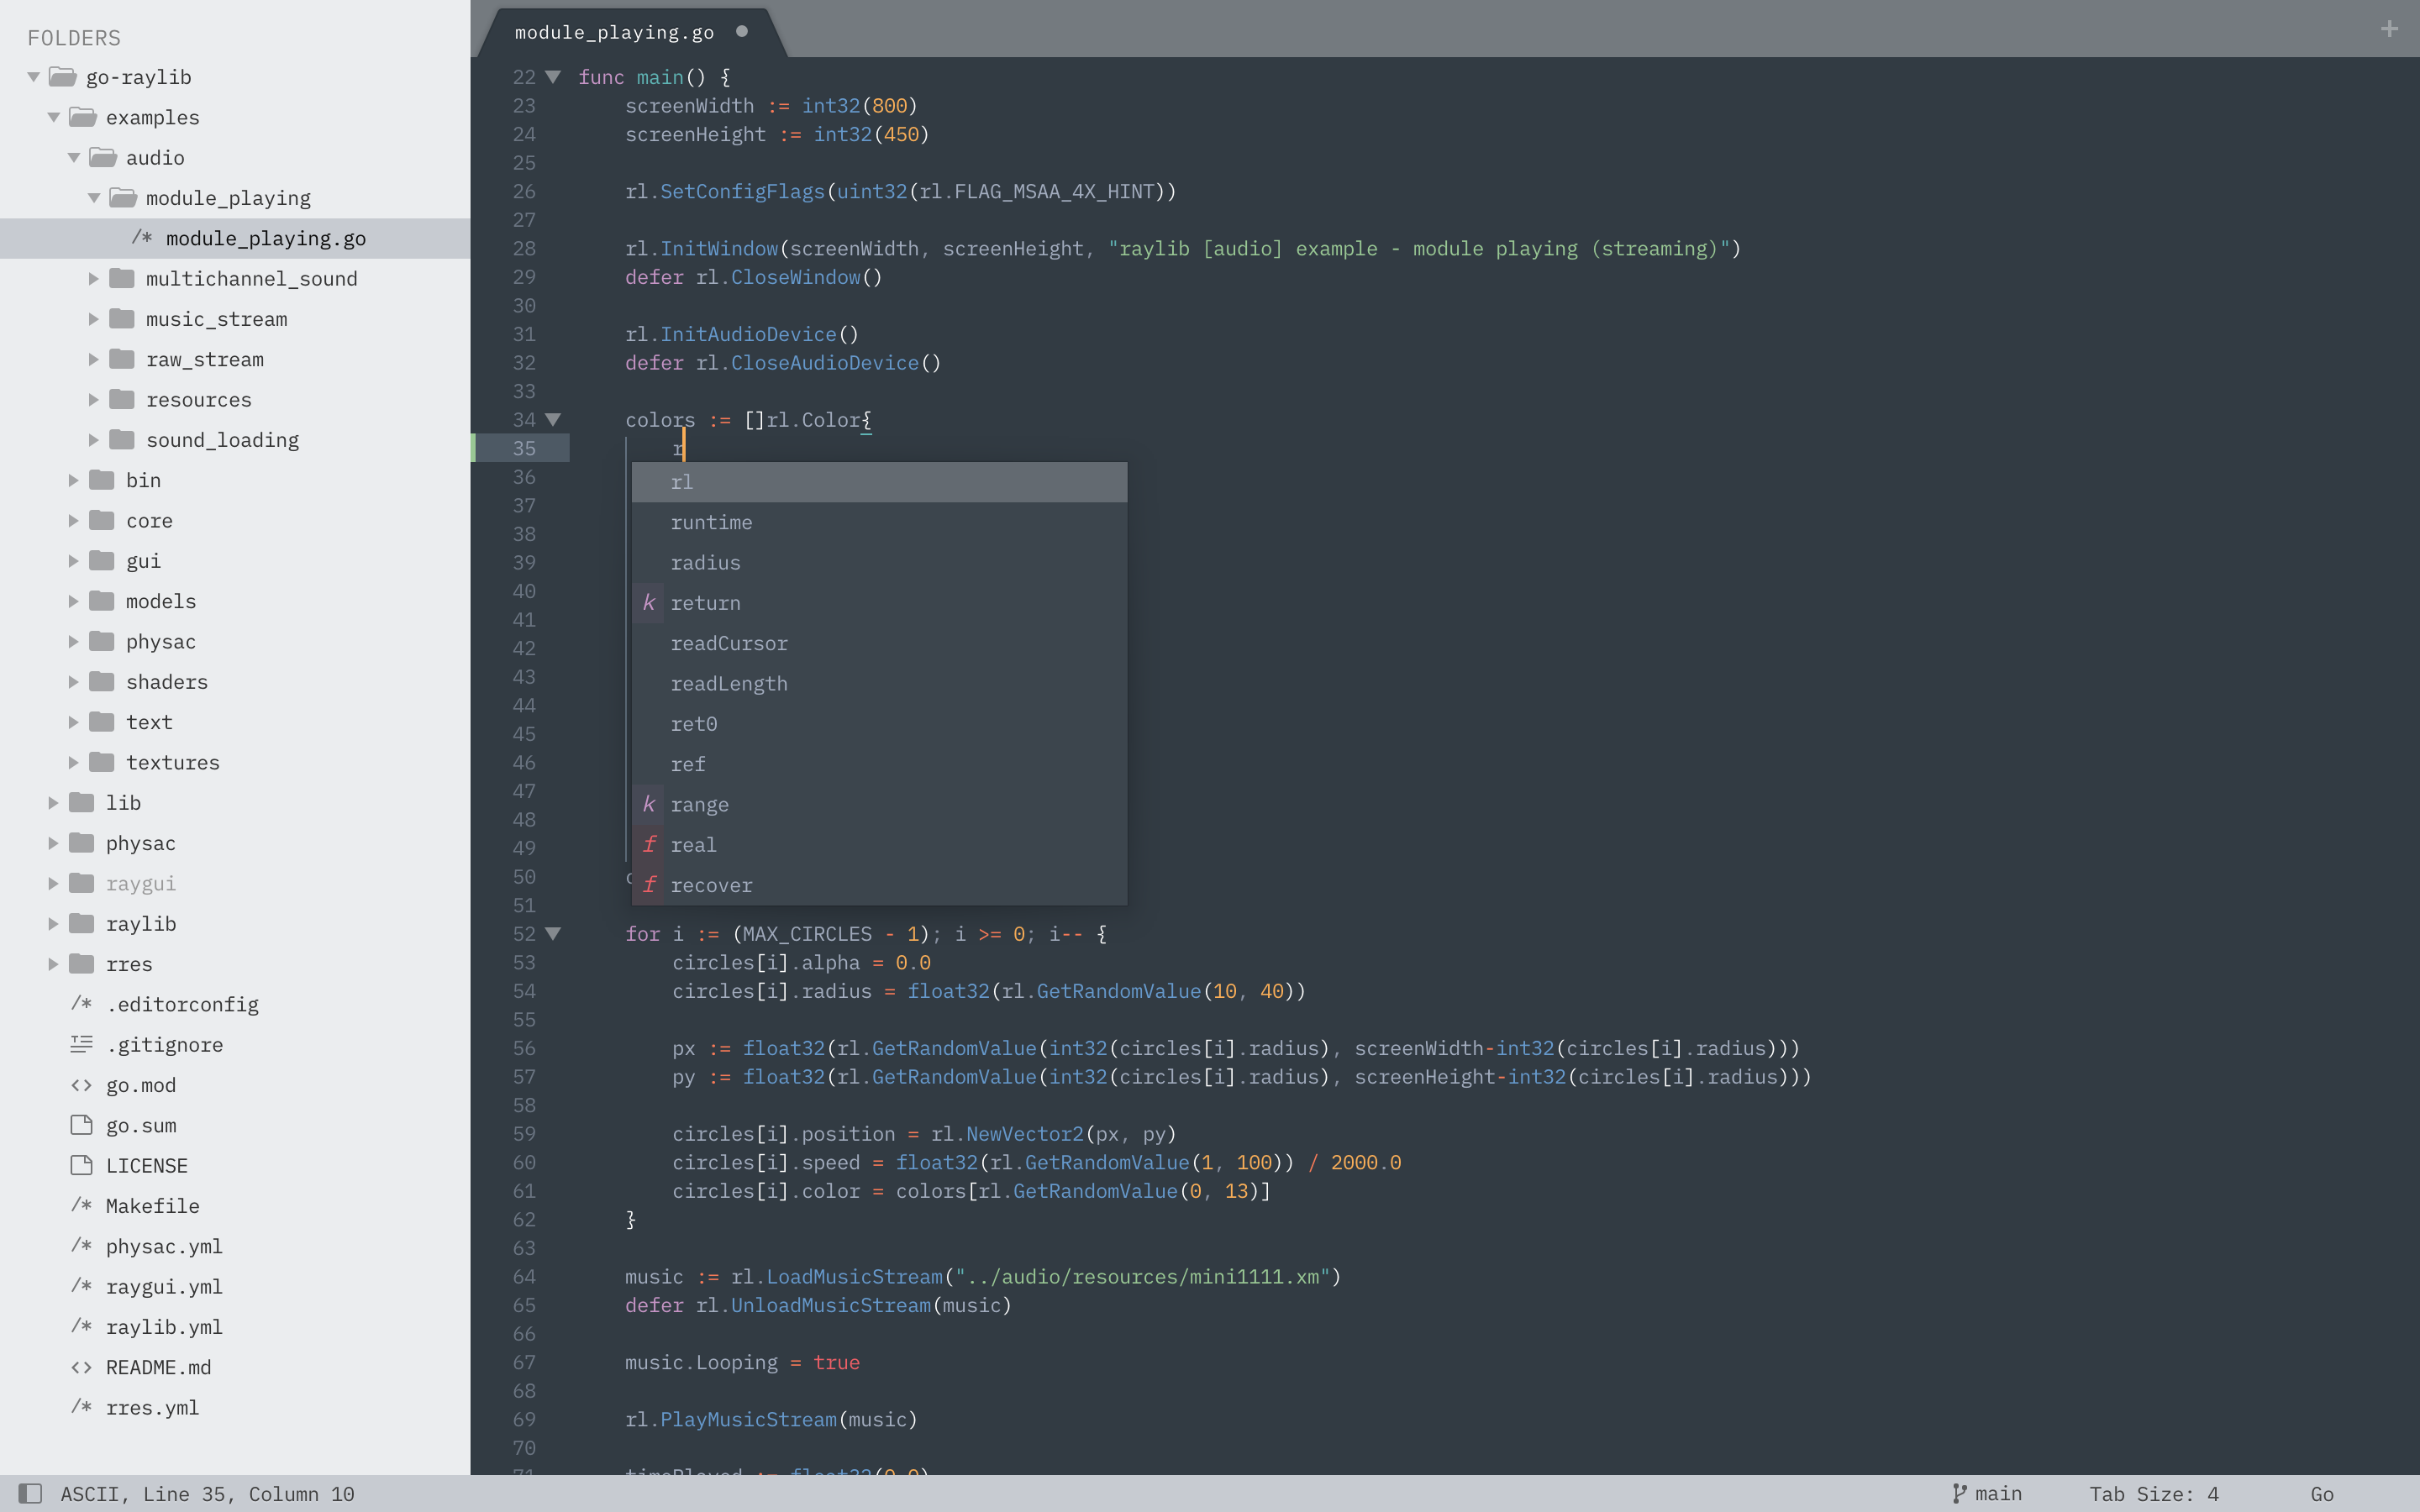 FOLDERS
go-raylib
examples
audio
module_playing
/* module_playing.go
multichannel_sound
music_stream
raw_stream
resources
sound_loading
bin
core
gui
models
physac
shaders
text
textures
lib
physac
raygui
raylib
rres
/* .editorconfig
.gitignore
<> go.mod
go.sum
LICENSE
/* Makefile
/* physac.yml
/* raygui.yml
/* raylib.yml
<> README.md
/* rres.yml
module_playing.go
22 func main() {
23 screenWidth := int32(800)
24 screenHeight := int32(450)
25
26 rl.SetConfigFlags(uint32(rl.FLAG_MSAA_4X_HINT))
27
28 rl.InitWindow(screenWidth, screenHeight, "raylib [audio] example - module playing (streaming)")
29 defer rl.CloseWindow()
30
31 rl.InitAudioDevice()
32 defer rl.CloseAudioDevice()
33
34 colors := []rl.Color{
35 r
36
37
38
39
40
41
42
43
44
45
46
47
48
49
50
51
rl
runtime
radius
k return
readCursor
readLength
ret0
ref
k range
f real
f recover
52 for i := (MAX_CIRCLES - 1); i >= 0; i-- {
53 circles[i].alpha = 0.0
54 circles[i].radius = float32(rl.GetRandomValue(10, 40))
55
56 px := float32(rl.GetRandomValue(int32(circles[i].radius), screenWidth-int32(circles[i].radius)))
57 py := float32(rl.GetRandomValue(int32(circles[i].radius), screenHeight-int32(circles[i].radius)))
58
59 circles[i].position = rl.NewVector2(px, py)
60 circles[i].speed = float32(rl.GetRandomValue(1, 100)) / 2000.0
61 circles[i].color = colors[rl.GetRandomValue(0, 13)]
62 }
63
64 music := rl.LoadMusicStream("../audio/resources/mini1111.xm")
65 defer rl.UnloadMusicStream(music)
66
67 music.Looping = true
68
69 rl.PlayMusicStream(music)
70
71 timePlayed := float32(0.0)
ASCII, Line 35, Column 10
main
Tab Size: 4
Go